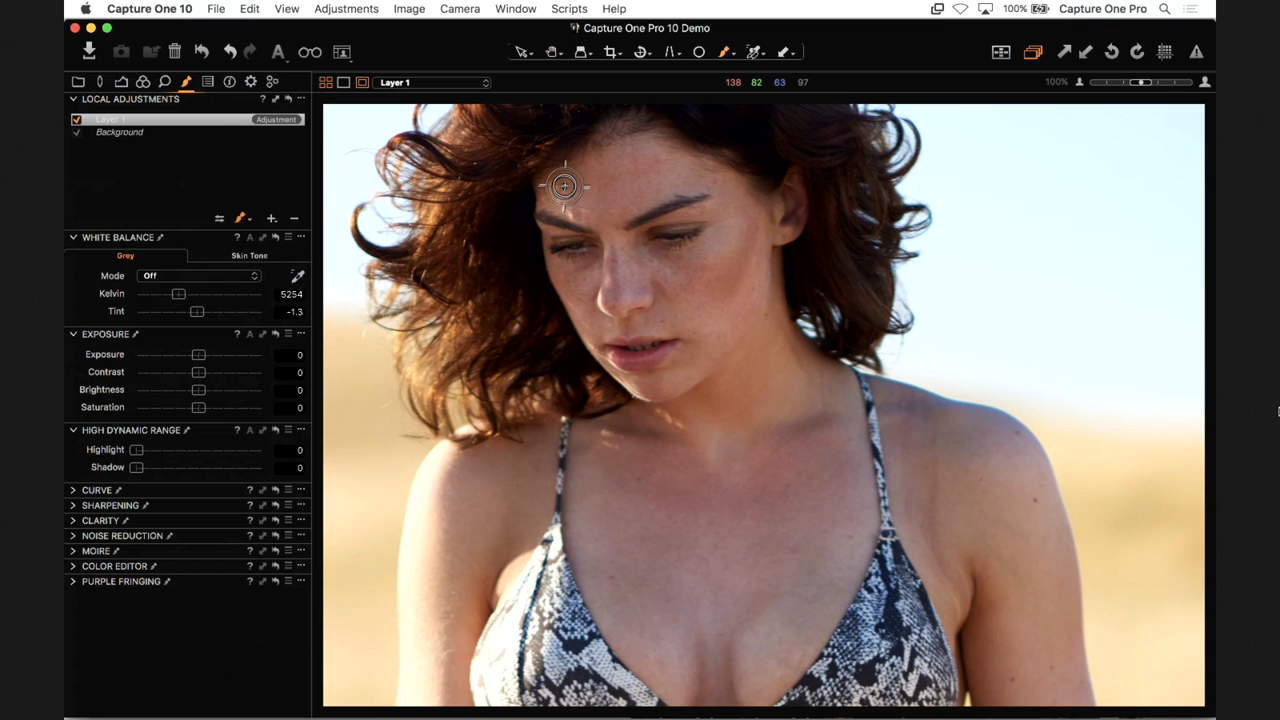 Capture One 10 File Edit View Adjustments Image Camera Window Scripts Help 100% Capture One Pro
Capture One Pro 10 Demo
Layer 1 138 82 63 97 100%
LOCAL ADJUSTMENTS ?
Layer 1 Adjustment
Background
WHITE BALANCE ? A
Grey Skin Tone
Mode Off
Kelvin 5254
Tint -1.3
EXPOSURE ? A
Exposure 0
Contrast 0
Brightness 0
Saturation 0
HIGH DYNAMIC RANGE ? A
Highlight 0
Shadow 0
CURVE ?
SHARPENING ?
CLARITY ?
NOISE REDUCTION ?
MOIRE ?
COLOR EDITOR ?
PURPLE FRINGING ?